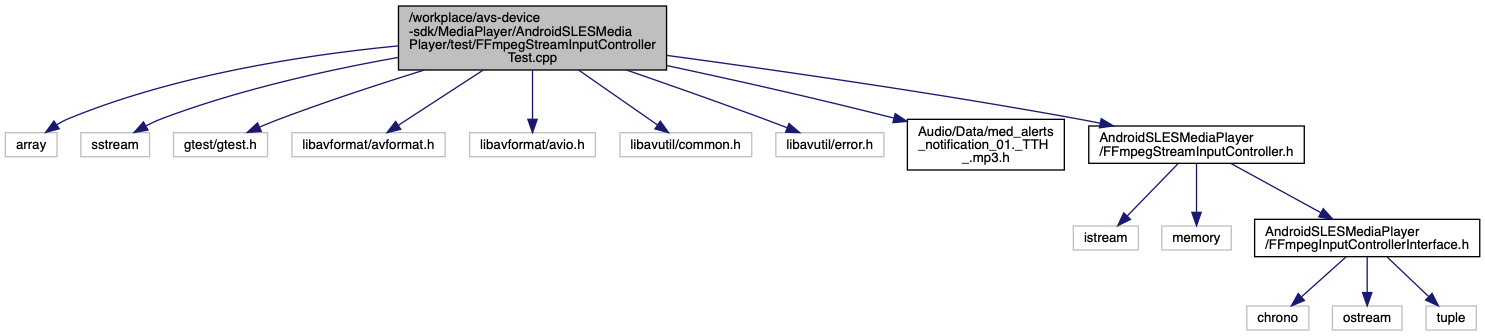 /workplace/avs-device
-sdk/MediaPlayer/AndroidSLESMedia
Player/test/FFmpegStreamInputController
Test.cpp
array
sstream
gtest/gtest.h
libavformat/avformat.h
libavformat/avio.h
libavutil/common.h
libavutil/error.h
Audio/Data/med_alerts
_notification_01._TTH
_.mp3.h
AndroidSLESMediaPlayer
/FFmpegStreamInputController.h
istream
memory
AndroidSLESMediaPlayer
/FFmpegInputControllerInterface.h
chrono
ostream
tuple